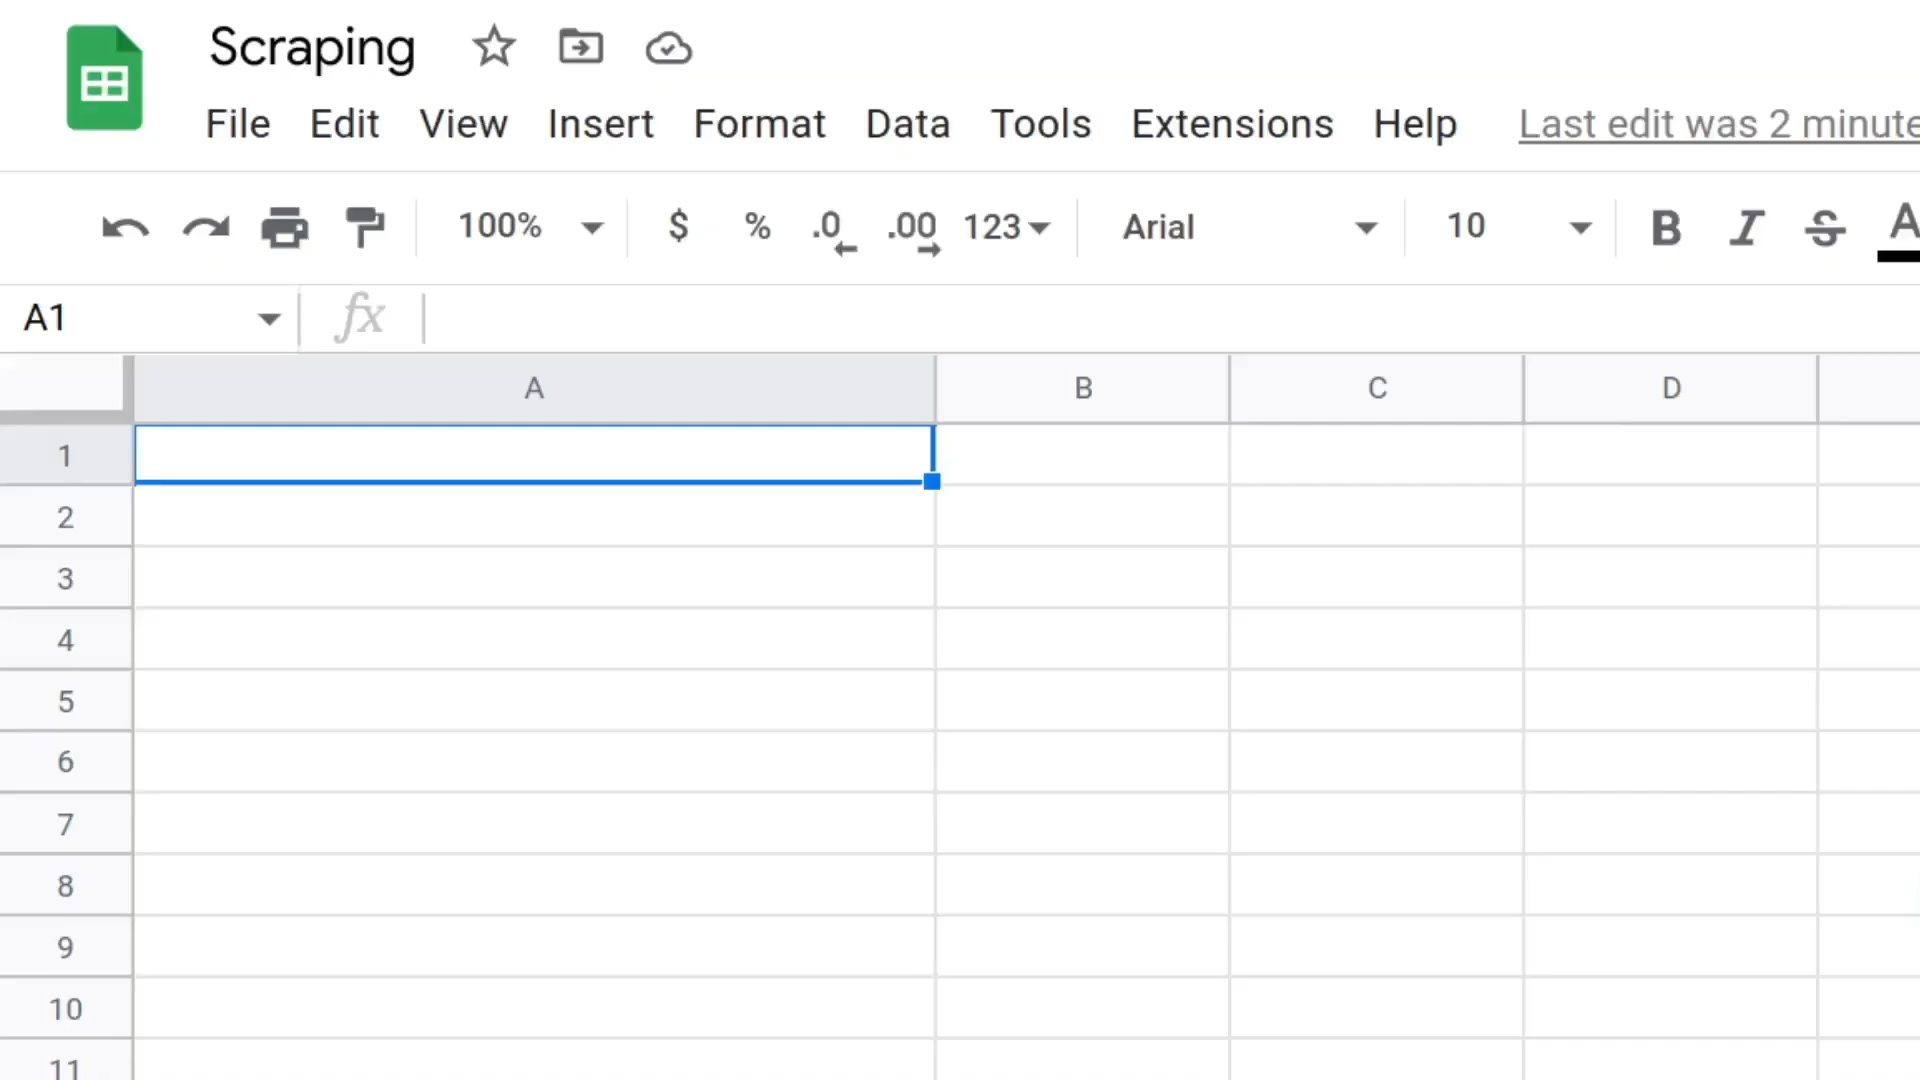 Scraping
File Edit View Insert Format Data Tools Extensions Help Last edit was 2 minute
100% $ % .0 .00 123 Arial 10 B I S A
A1 fx
A B C D
1
2
3
4
5
6
7
8
9
10
11